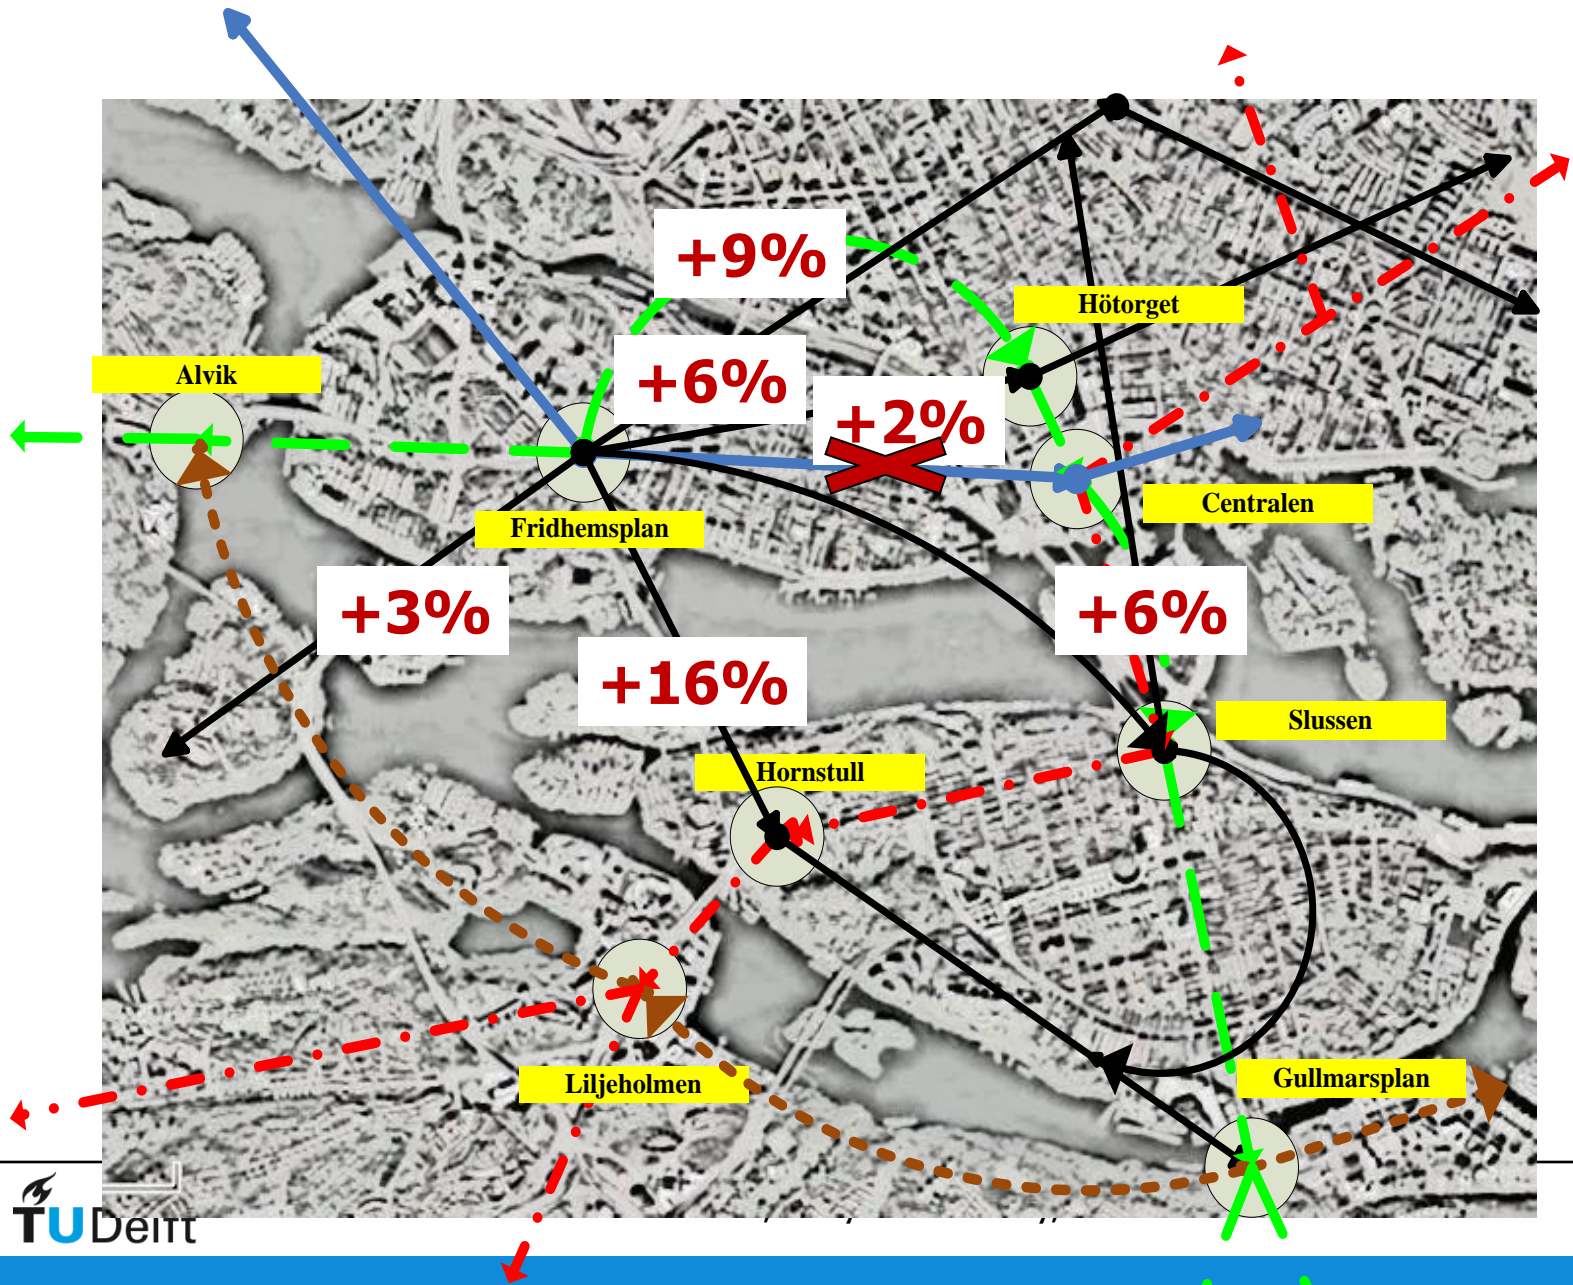 +9%
Hötorget
Alvik
+6%
+2%
Centralen
Fridhemsplan
+3%
+6%
+16%
Slussen
Hornstull
Liljeholmen
Gullmarsplan
TU Delft